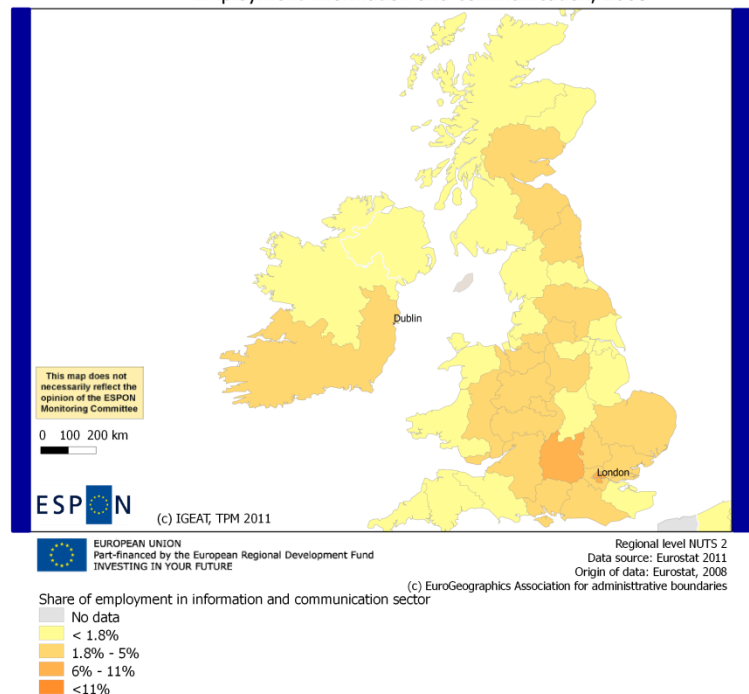 Dublin
This map does not
necessarily reflect the
opinion of the ESPON
Monitoring Committee
0 100 200 km
London
ESPON
(c) IGEAT, TPM 2011
EUROPEAN UNION
Part-financed by the European Regional Development Fund
INVESTING IN YOUR FUTURE
Regional level NUTS 2
Data source: Eurostat 2011
Origin of data: Eurostat, 2008
(c) EuroGeographics Association for administtrative boundaries
Share of employment in information and communication sector
No data
< 1.8%
1.8% - 5%
6% - 11%
<11%